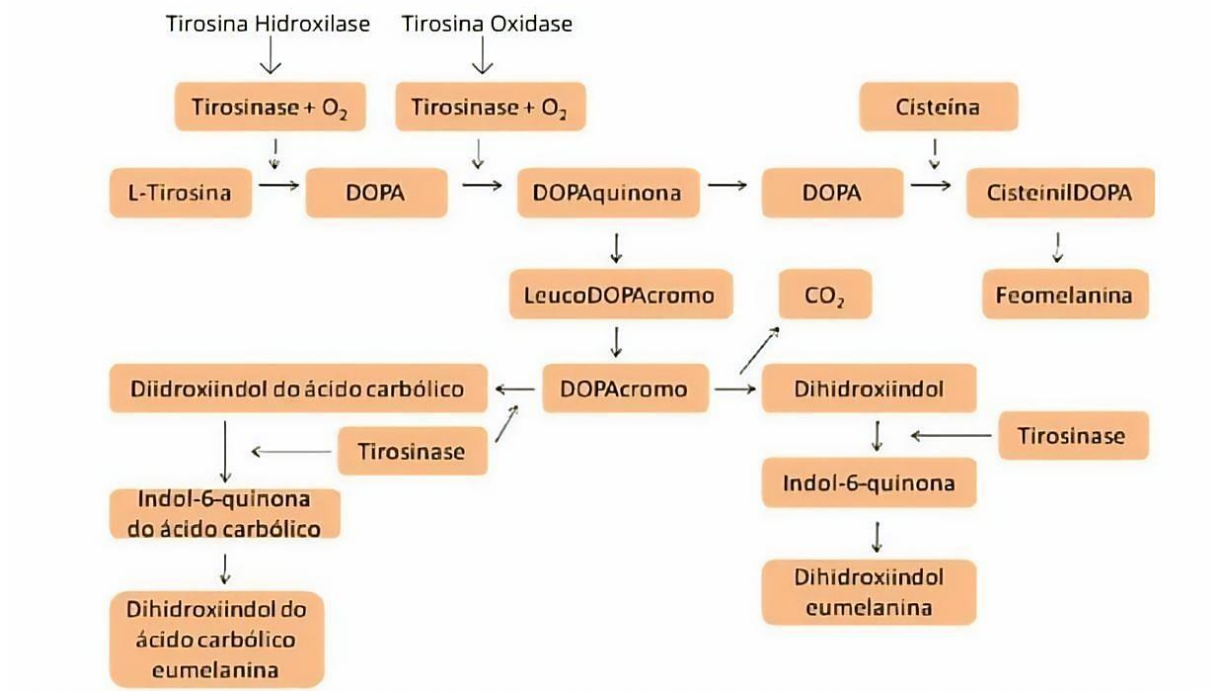 Tirosina Hidroxilase
Tirosina Oxidase
Tirosinase + O₂
Tirosinase + O₂
Cisteína
L-Tirosina
DOPA
DOPAquinona
DOPA
CisteinilDOPA
LeucoDOPAcromo
CO₂
Feomelanina
Diidroxiindol do ácido carbólico
DOPAcromo
Dihidroxiindol
Tirosinase
Tirosinase
Indol-6-quinona
do ácido carbólico
Indol-6-quinona
Dihidroxiindol do
ácido carbólico
eumelanina
Dihidroxiindol
eumelanina